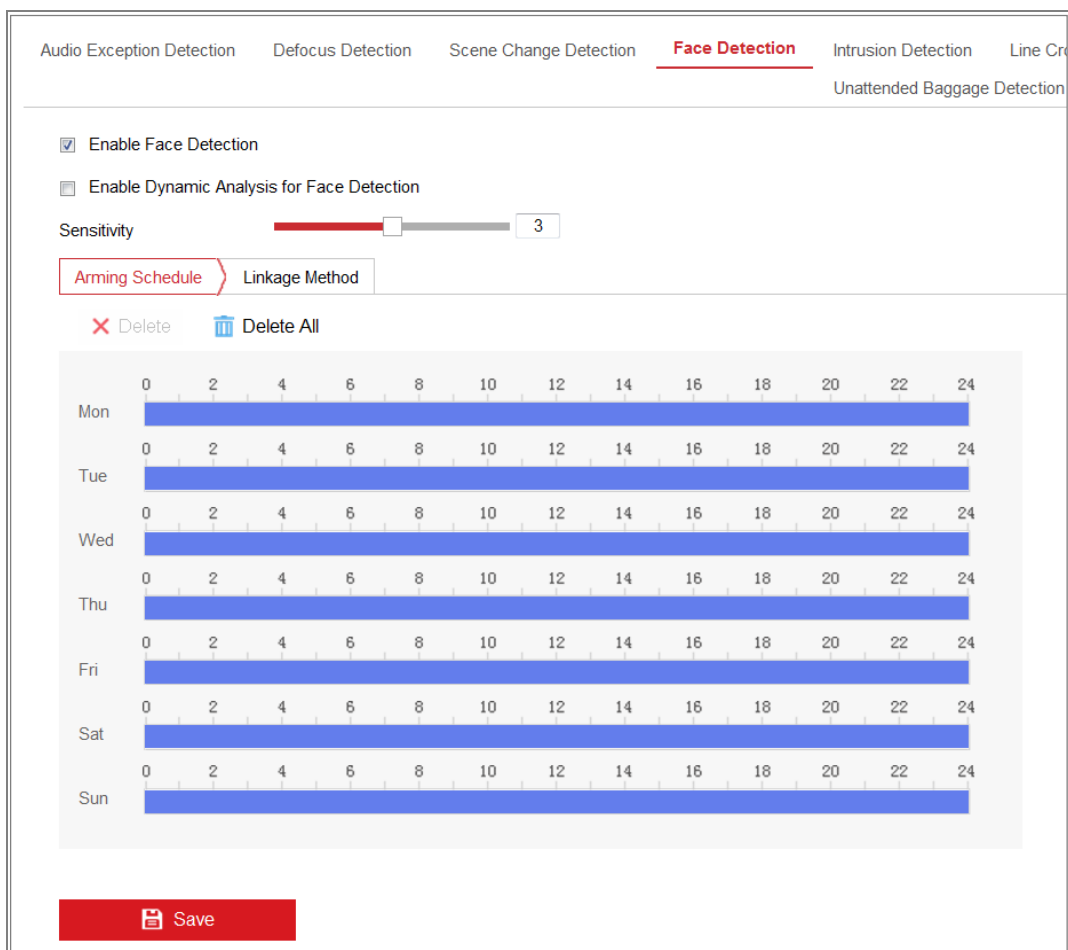 Audio Exception Detection Defocus Detection Scene Change Detection Face Detection Intrusion Detection Line Cro
Unattended Baggage Detection
Enable Face Detection
Enable Dynamic Analysis for Face Detection
Sensitivity 3
Arming Schedule Linkage Method
Delete Delete All
0 2 4 6 8 10 12 14 16 18 20 22 24
Mon
0 2 4 6 8 10 12 14 16 18 20 22 24
Tue
0 2 4 6 8 10 12 14 16 18 20 22 24
Wed
0 2 4 6 8 10 12 14 16 18 20 22 24
Thu
0 2 4 6 8 10 12 14 16 18 20 22 24
Fri
0 2 4 6 8 10 12 14 16 18 20 22 24
Sat
0 2 4 6 8 10 12 14 16 18 20 22 24
Sun
Save